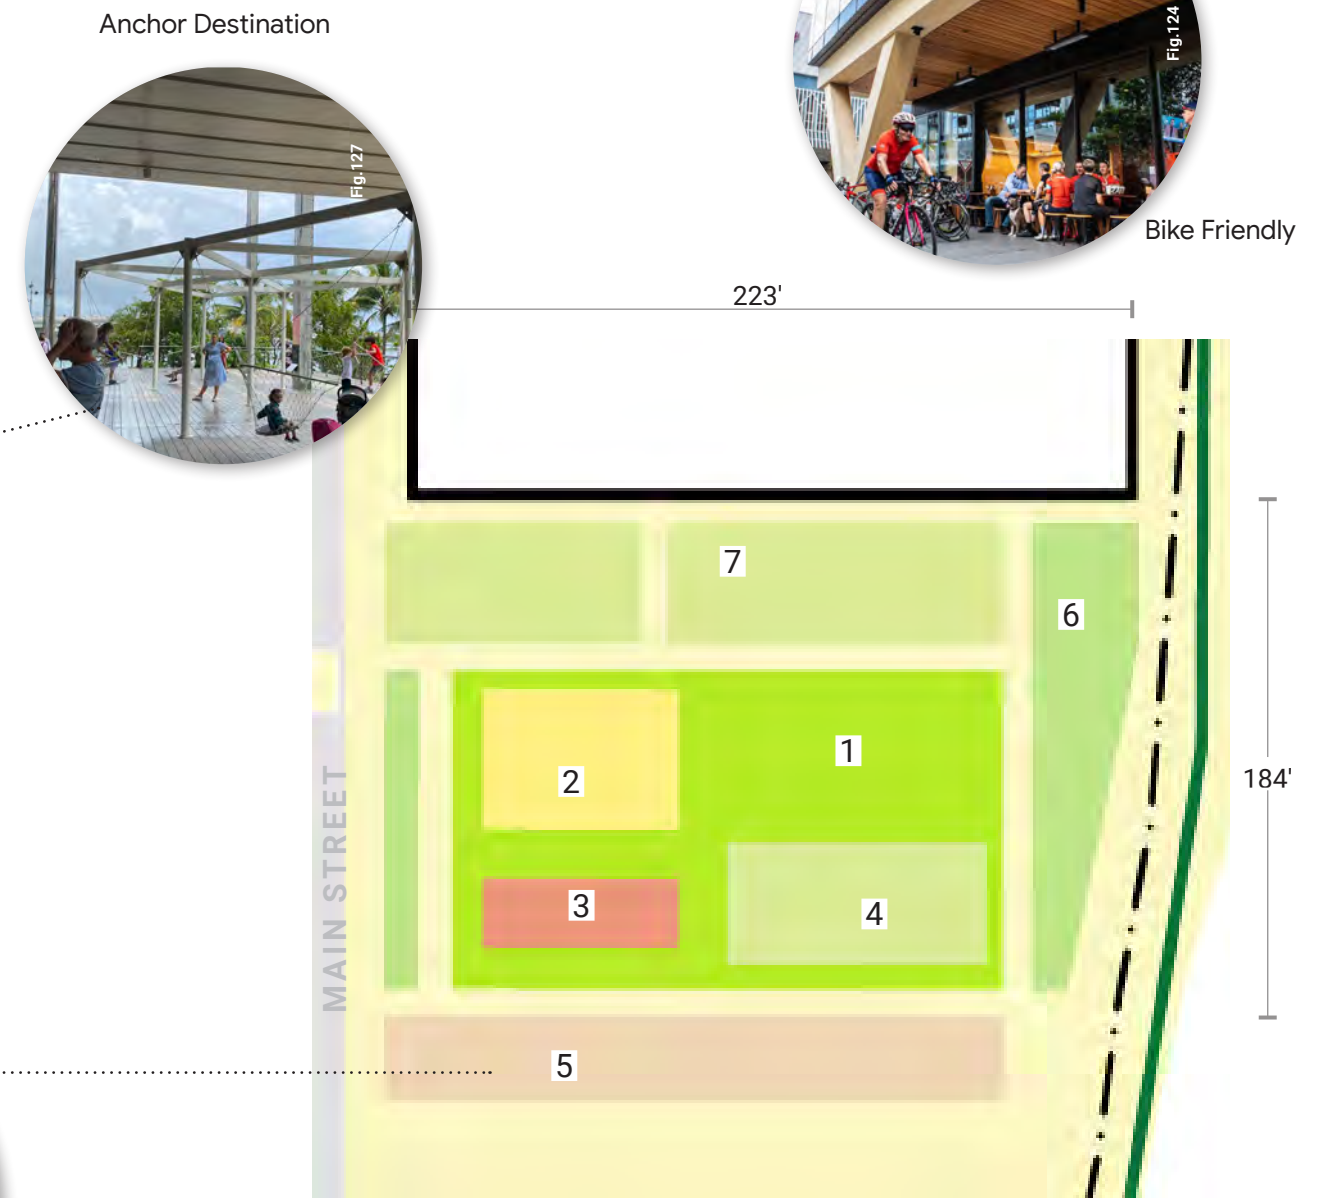 Anchor Destination
Fig.124
Fig.127
Bike Friendly
223'
7
6
1
2
184'
3
4
MAIN STREET
5